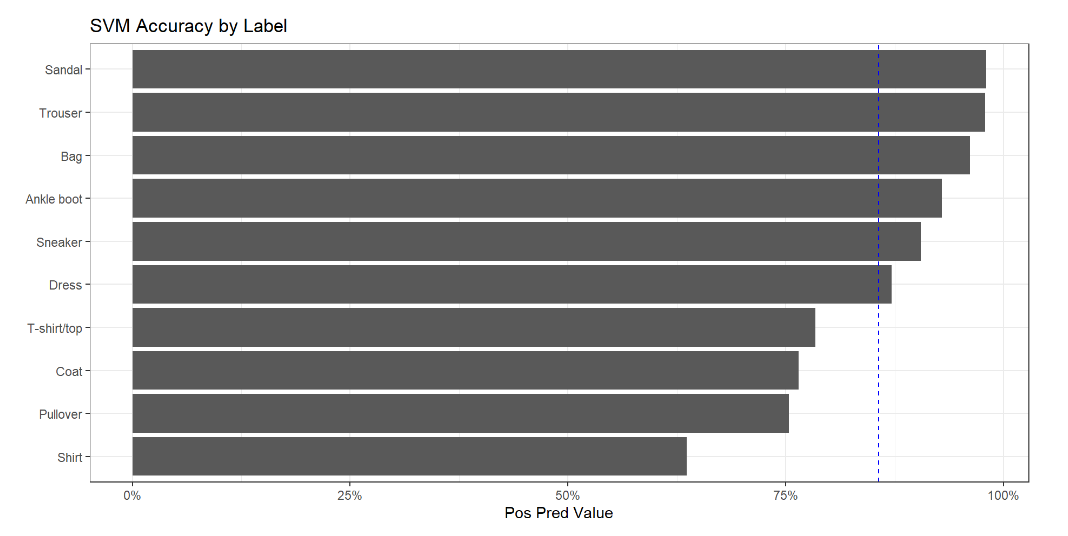 SVM Accuracy by Label
Sandal
Trouser
Bag
Ankle boot
Sneaker
Dress
T-shirt/top
Coat
Pullover
Shirt
0% 25% 50% 75% 100%
Pos Pred Value